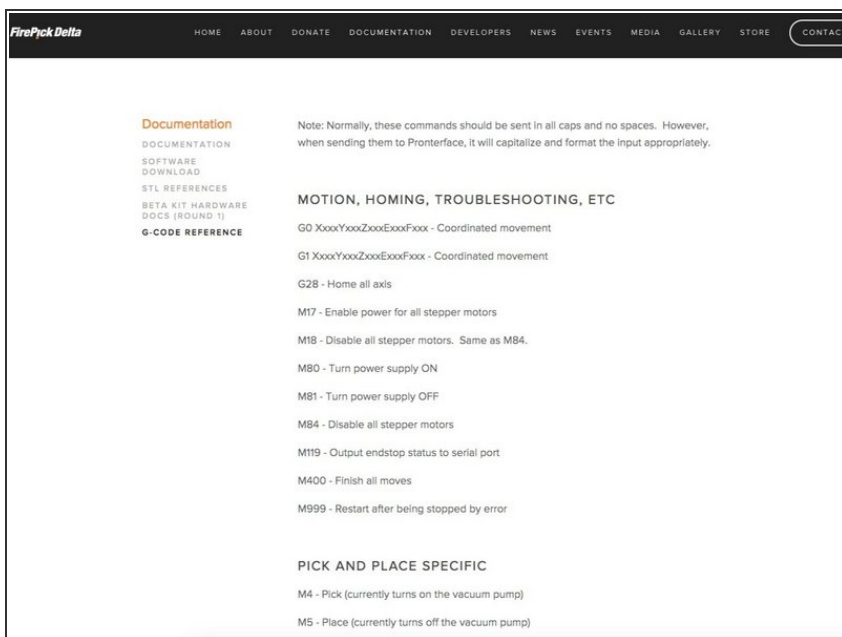 FirePick Delta
HOME ABOUT DONATE DOCUMENTATION DEVELOPERS NEWS EVENTS MEDIA GALLERY STORE CONTAC
Documentation
DOCUMENTATION
SOFTWARE
DOWNLOAD
STL REFERENCES
BETA KIT HARDWARE
DOCS (ROUND 1)
G-CODE REFERENCE
Note: Normally, these commands should be sent in all caps and no spaces. However,
when sending them to Pronterface, it will capitalize and format the input appropriately.
MOTION, HOMING, TROUBLESHOOTING, ETC
G0 XxxxYxxxZxxxExxxFxxx - Coordinated movement
G1 XxxxYxxxZxxxExxxFxxx - Coordinated movement
G28 - Home all axis
M17 - Enable power for all stepper motors
M18 - Disable all stepper motors. Same as M84.
M80 - Turn power supply ON
M81 - Turn power supply OFF
M84 - Disable all stepper motors
M119 - Output endstop status to serial port
M400 - Finish all moves
M999 - Restart after being stopped by error
PICK AND PLACE SPECIFIC
M4 - Pick (currently turns on the vacuum pump)
M5 - Place (currently turns off the vacuum pump)